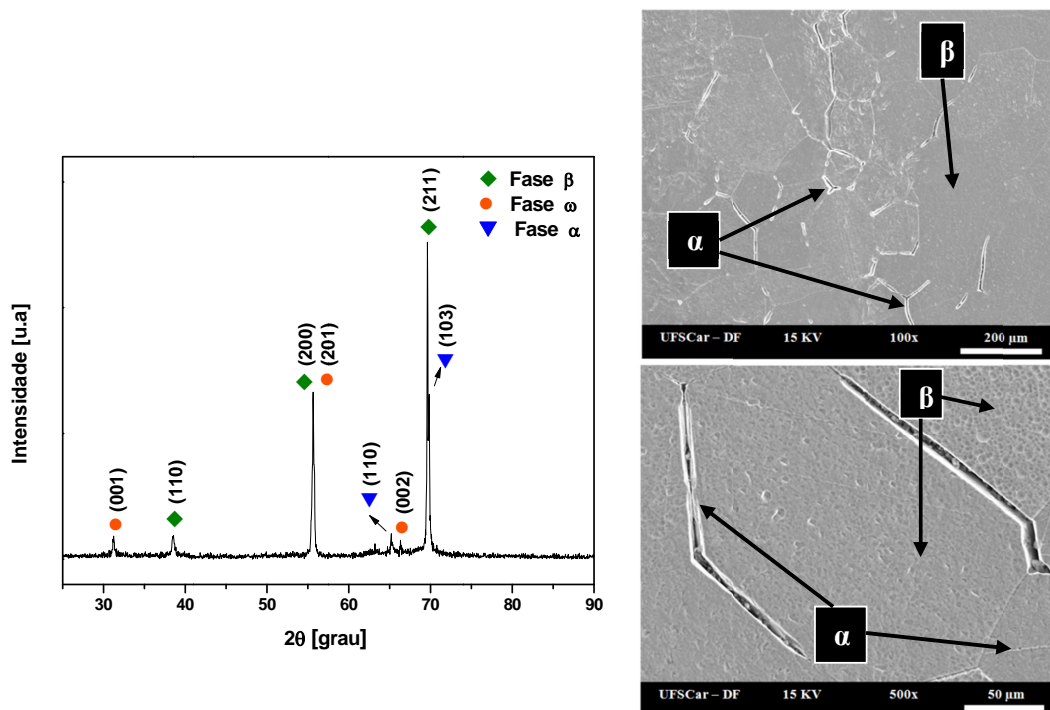 Fase β
Fase ω
Fase α
(001)
(110)
(200)
(201)
(110)
(002)
(211)
(103)
Intensidade [u.a]
30 40 50 60 70 80 90
2θ [grau]
β
α
UFSCar – DF 15 KV 100x 200 µm
β
α
UFSCar – DF 15 KV 500x 50 µm